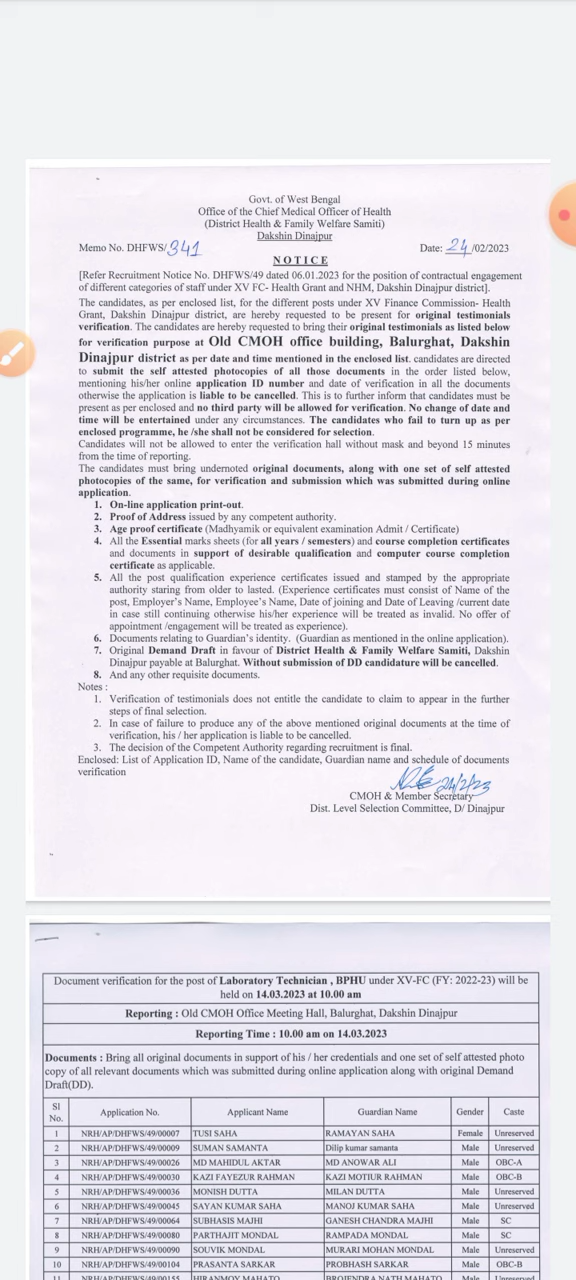 Govt. of West Bengal
Office of the Chief Medical Officer of Health
(District Health & Family Welfare Samiti)
Dakshin Dinajpur
Memo No. DHFWS/341 Date: 24/02/2023
NOTICE
[Refer Recruitment Notice No. DHFWS/49 dated 06.01.2023 for the position of contractual engagement
of different categories of staff under XV FC- Health Grant and NHM, Dakshin Dinajpur district].
The candidates, as per enclosed list, for the different posts under XV Finance Commission- Health
Grant, Dakshin Dinajpur district, are hereby requested to be present for original testimonials
verification. The candidates are hereby requested to bring their original testimonials as listed below
for verification purpose at Old CMOH office building, Balurghat, Dakshin
Dinajpur district as per date and time mentioned in the enclosed list. candidates are directed
to submit the self attested photocopies of all those documents in the order listed below,
mentioning his/her online application ID number and date of verification in all the documents
otherwise the application is liable to be cancelled. This is to further inform that candidates must be
present as per enclosed and no third party will be allowed for verification. No change of date and
time will be entertained under any circumstances. The candidates who fail to turn up as per
enclosed programme, he /she shall not be considered for selection.
Candidates will not be allowed to enter the verification hall without mask and beyond 15 minutes
from the time of reporting.
The candidates must bring undernoted original documents, along with one set of self attested
photocopies of the same, for verification and submission which was submitted during online
application.
1. On-line application print-out.
2. Proof of Address issued by any competent authority.
3. Age proof certificate (Madhyamik or equivalent examination Admit / Certificate)
4. All the Essential marks sheets (for all years / semesters) and course completion certificates
and documents in support of desirable qualification and computer course completion
certificate as applicable.
5. All the post qualification experience certificates issued and stamped by the appropriate
authority staring from older to lasted. (Experience certificates must consist of Name of the
post, Employer's Name, Employee's Name, Date of joining and Date of Leaving /current date
in case still continuing otherwise his/her experience will be treated as invalid. No offer of
appointment /engagement will be treated as experience).
6. Documents relating to Guardian's identity. (Guardian as mentioned in the online application).
7. Original Demand Draft in favour of District Health & Family Welfare Samiti, Dakshin
Dinajpur payable at Balurghat. Without submission of DD candidature will be cancelled.
8. And any other requisite documents.
Notes :
1. Verification of testimonials does not entitle the candidate to claim to appear in the further
steps of final selection.
2. In case of failure to produce any of the above mentioned original documents at the time of
verification, his / her application is liable to be cancelled.
3. The decision of the Competent Authority regarding recruitment is final.
Enclosed: List of Application ID, Name of the candidate, Guardian name and schedule of documents
verification
24/2/23
CMOH & Member Secretary
Dist. Level Selection Committee, D/ Dinajpur
Document verification for the post of Laboratory Technician , BPHU under XV-FC (FY: 2022-23) will be
held on 14.03.2023 at 10.00 am
Reporting : Old CMOH Office Meeting Hall, Balurghat, Dakshin Dinajpur
Reporting Time : 10.00 am on 14.03.2023
Documents : Bring all original documents in support of his / her credentials and one set of self attested photo
copy of all relevant documents which was submitted during online application along with original Demand
Draft(DD).
Sl No. Application No. Applicant Name Guardian Name Gender Caste
1 NRH/AP/DHFWS/49/00007 TUSI SAHA RAMAYAN SAHA Female Unreserved
2 NRH/AP/DHFWS/49/00009 SUMAN SAMANTA Dilip kumar samanta Male Unreserved
3 NRH/AP/DHFWS/49/00026 MD MAHIDUL AKTAR MD ANOWAR ALI Male OBC-A
4 NRH/AP/DHFWS/49/00030 KAZI FAYEZUR RAHMAN KAZI MOTIUR RAHMAN Male OBC-B
5 NRH/AP/DHFWS/49/00036 MONISH DUTTA MILAN DUTTA Male Unreserved
6 NRH/AP/DHFWS/49/00045 SAYAN KUMAR SAHA MANOJ KUMAR SAHA Male Unreserved
7 NRH/AP/DHFWS/49/00064 SUBHASIS MAJHI GANESH CHANDRA MAJHI Male SC
8 NRH/AP/DHFWS/49/00080 PARTHAJIT MONDAL RAMPADA MONDAL Male SC
9 NRH/AP/DHFWS/49/00090 SOUVIK MONDAL MURARI MOHAN MONDAL Male Unreserved
10 NRH/AP/DHFWS/49/00104 PRASANTA SARKAR PROBHASH SARKAR Male OBC-B
11 NRH/AP/DHFWS/49/00155 HIRANMOY MAHATO Male Unreserved